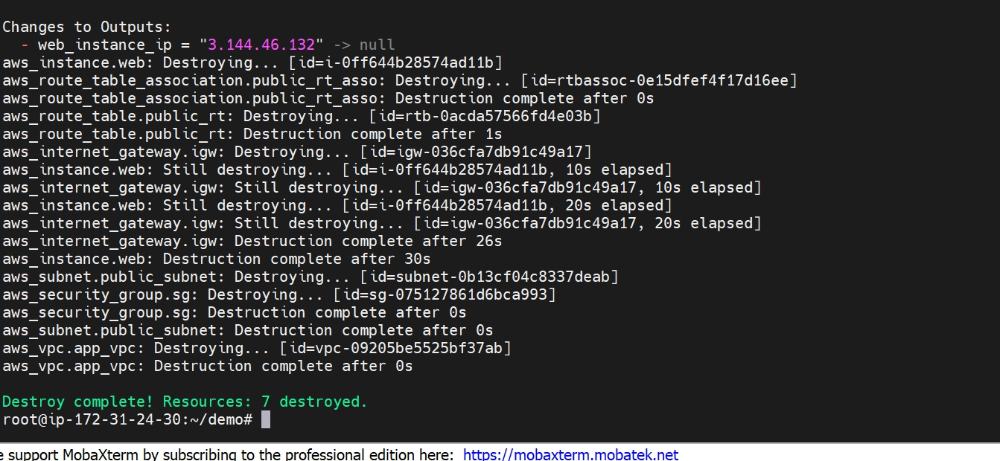 Changes to Outputs:
  - web_instance_ip = "3.144.46.132" -> null
aws_instance.web: Destroying... [id=i-0ff644b28574ad11b]
aws_route_table_association.public_rt_asso: Destroying... [id=rtbassoc-0e15dfef4f17d16ee]
aws_route_table_association.public_rt_asso: Destruction complete after 0s
aws_route_table.public_rt: Destroying... [id=rtb-0acda57566fd4e03b]
aws_route_table.public_rt: Destruction complete after 1s
aws_internet_gateway.igw: Destroying... [id=igw-036cfa7db91c49a17]
aws_instance.web: Still destroying... [id=i-0ff644b28574ad11b, 10s elapsed]
aws_internet_gateway.igw: Still destroying... [id=igw-036cfa7db91c49a17, 10s elapsed]
aws_instance.web: Still destroying... [id=i-0ff644b28574ad11b, 20s elapsed]
aws_internet_gateway.igw: Still destroying... [id=igw-036cfa7db91c49a17, 20s elapsed]
aws_internet_gateway.igw: Destruction complete after 26s
aws_instance.web: Destruction complete after 30s
aws_subnet.public_subnet: Destroying... [id=subnet-0b13cf04c8337deab]
aws_security_group.sg: Destroying... [id=sg-075127861d6bca993]
aws_security_group.sg: Destruction complete after 0s
aws_subnet.public_subnet: Destruction complete after 0s
aws_vpc.app_vpc: Destroying... [id=vpc-09205be5525bf37ab]
aws_vpc.app_vpc: Destruction complete after 0s
Destroy complete! Resources: 7 destroyed.
root@ip-172-31-24-30:~/demo#
e support MobaXterm by subscribing to the professional edition here: https://mobaxterm.mobatek.net